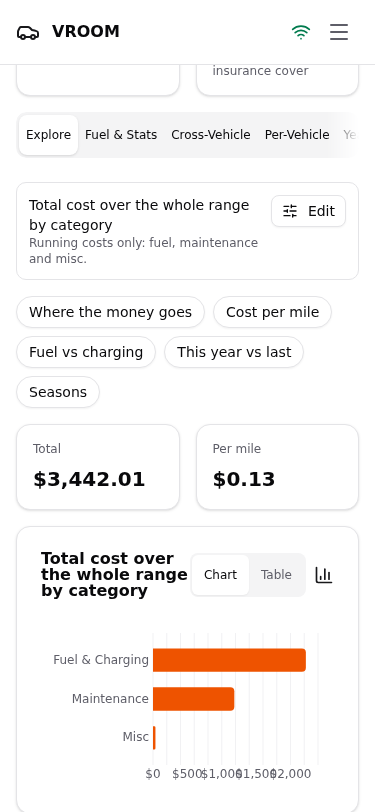 VROOM
insurance cover
Explore Fuel & Stats Cross-Vehicle Per-Vehicle Ye
Total cost over the whole range
by category
Edit
Running costs only: fuel, maintenance
and misc.
Where the money goes
Cost per mile
Fuel vs charging
This year vs last
Seasons
Total
$3,442.01
Per mile
$0.13
Total cost over
the whole range
by category
Chart
Table
Fuel & Charging
Maintenance
Misc
$0 $500 $1,000 $1,500 $2,000